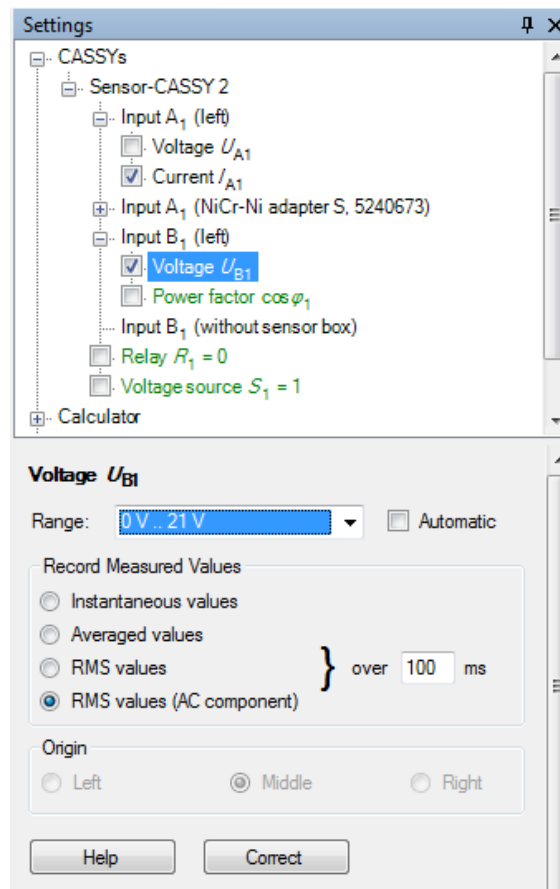 Settings
CASSYs
Sensor-CASSY 2
Input A1 (left)
Voltage UA1
Current IA1
Input A1 (NiCr-Ni adapter S, 5240673)
Input B1 (left)
Voltage UB1
Power factor cosφ1
Input B1 (without sensor box)
Relay R1 = 0
Voltage source S1 = 1
Calculator
Voltage UB1
Range: 0 V .. 21 V Automatic
Record Measured Values
Instantaneous values
Averaged values
RMS values } over 100 ms
RMS values (AC component)
Origin
Left Middle Right
Help Correct